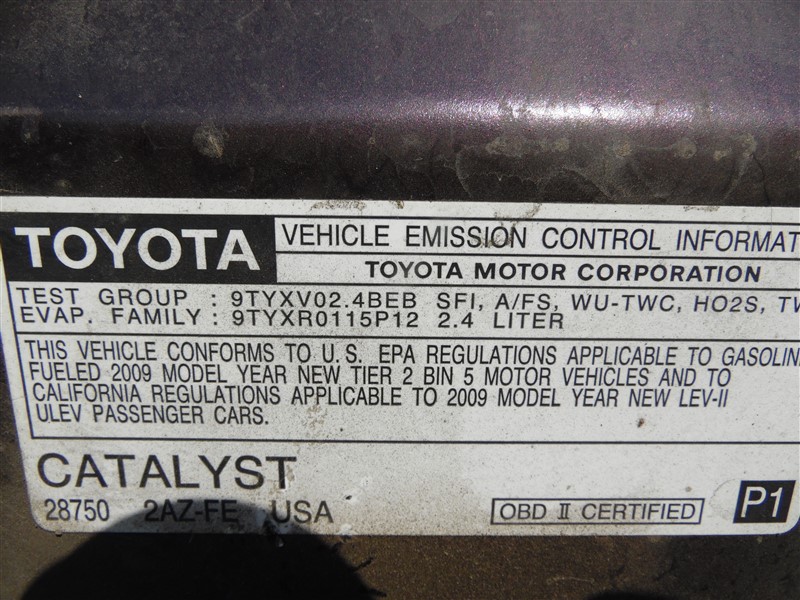 TOYOTA VEHICLE EMISSION CONTROL INFORMAT
TOYOTA MOTOR CORPORATION
TEST GROUP : 9TYXV02.4BEB SFI, A/FS, WU-TWC, HO2S, TW
EVAP. FAMILY : 9TYXR0115P12 2.4 LITER
THIS VEHICLE CONFORMS TO U.S. EPA REGULATIONS APPLICABLE TO GASOLINE
FUELED 2009 MODEL YEAR NEW TIER 2 BIN 5 MOTOR VEHICLES AND TO
CALIFORNIA REGULATIONS APPLICABLE TO 2009 MODEL YEAR NEW LEV-II
ULEV PASSENGER CARS.
CATALYST
28750 2AZ-FE USA OBD II CERTIFIED P1